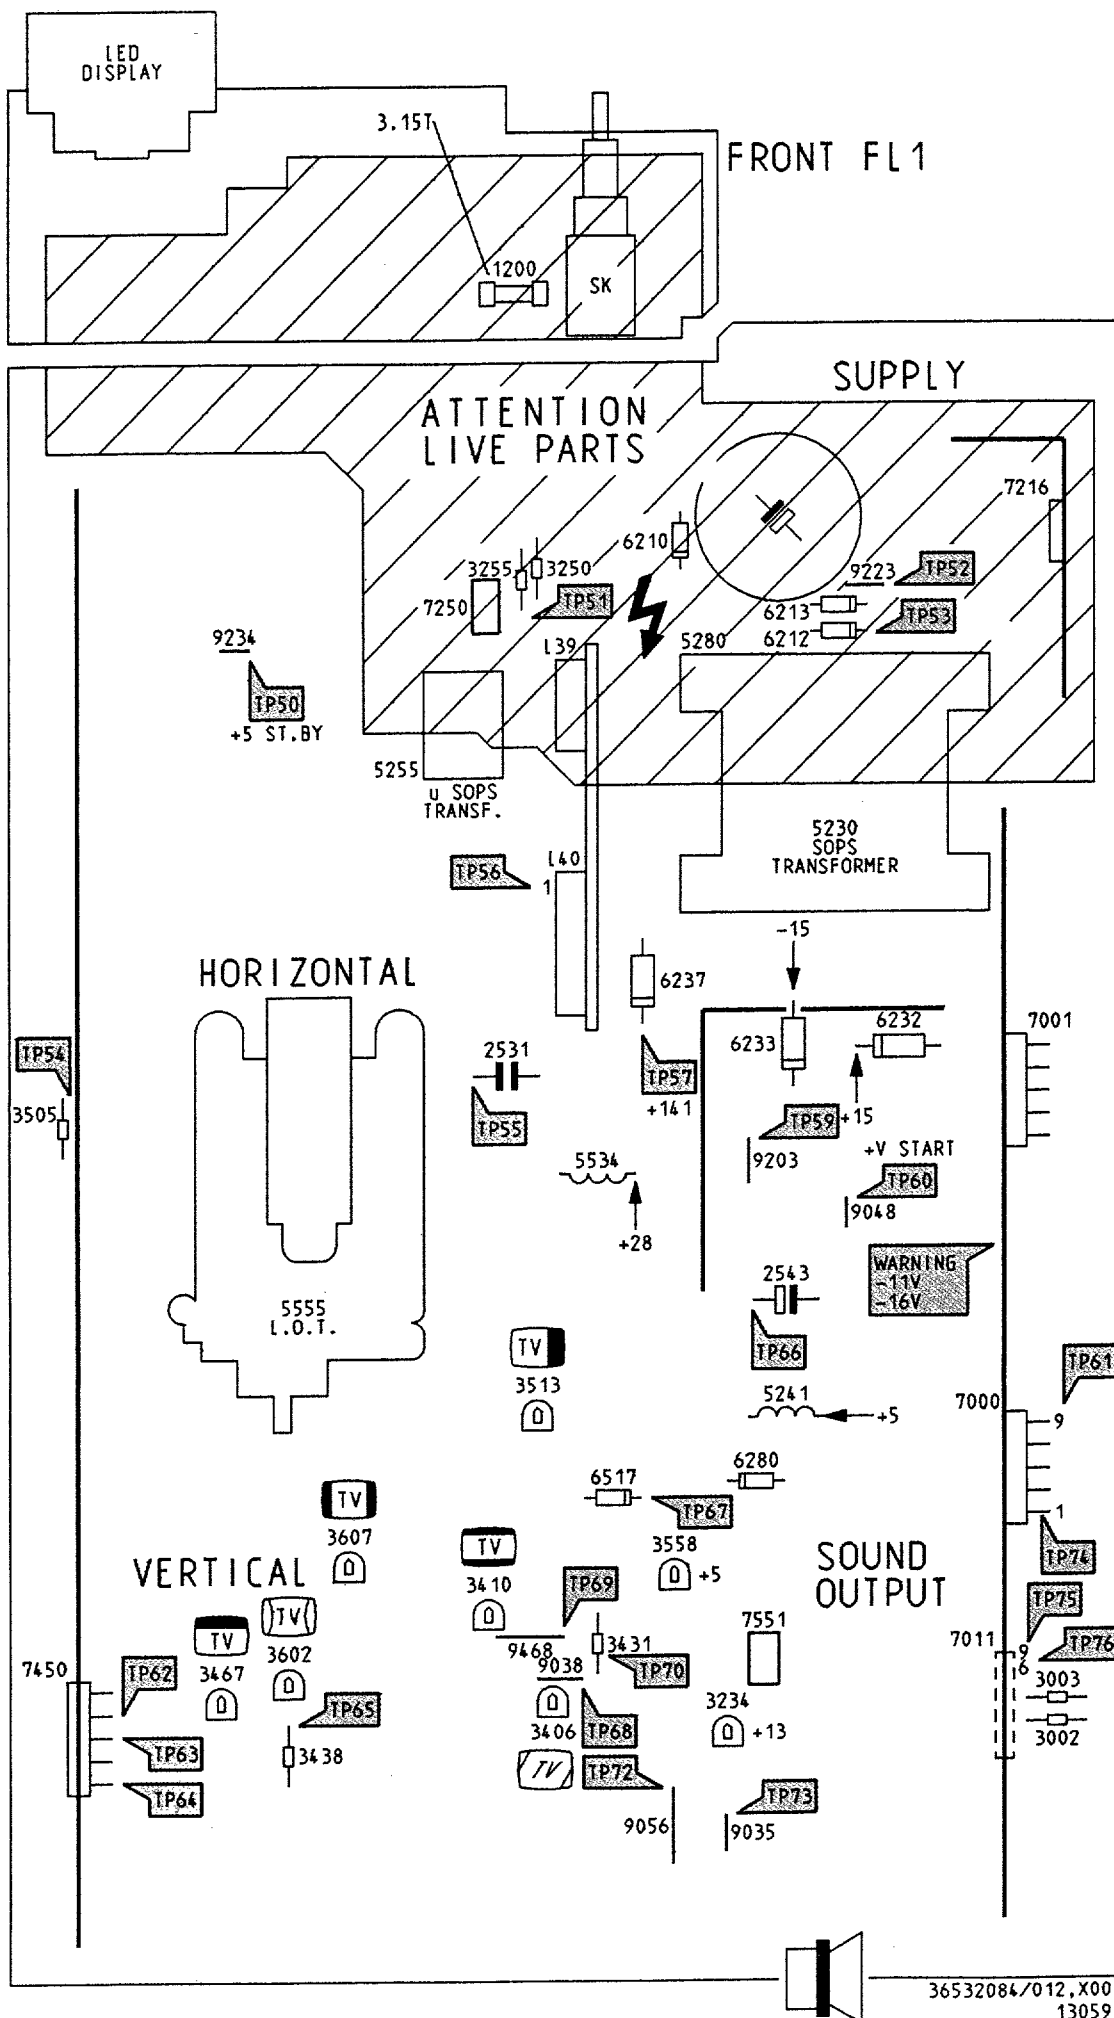 LED
DISPLAY
3.15T
FRONT FL1
1200
SK
SUPPLY
ATTENTION
LIVE PARTS
7216
6210
3255
3250
9223
TP52
7250
TP51
6213
TP53
9234
6212
L39
5280
TP50
+5 ST.BY
5255
u SOPS
TRANSF.
5230
SOPS
TRANSFORMER
L40
TP56
1
-15
HORIZONTAL
6237
6232
7001
TP54
2531
6233
TP57
3505
+141
TP55
TP59
+15
5534
9203
+V START
TP60
9048
+28
WARNING
-11V
-16V
2543
5555
L.O.T.
TV
TP66
TP61
3513
5241
7000
+5
9
6280
6517
TV
TP67
1
3607
TV
3558
SOUND
OUTPUT
TP74
VERTICAL
3410
TP69
+5
TP75
TV
TV
7551
7011
9
TP76
3602
9468
3431
6
7450
TP62
3467
9038
TP70
3003
TP65
3234
3406
TP68
+13
3002
TP63
3438
TV
TP72
TP64
TP73
9056
9035
36532084/012,X00
13059